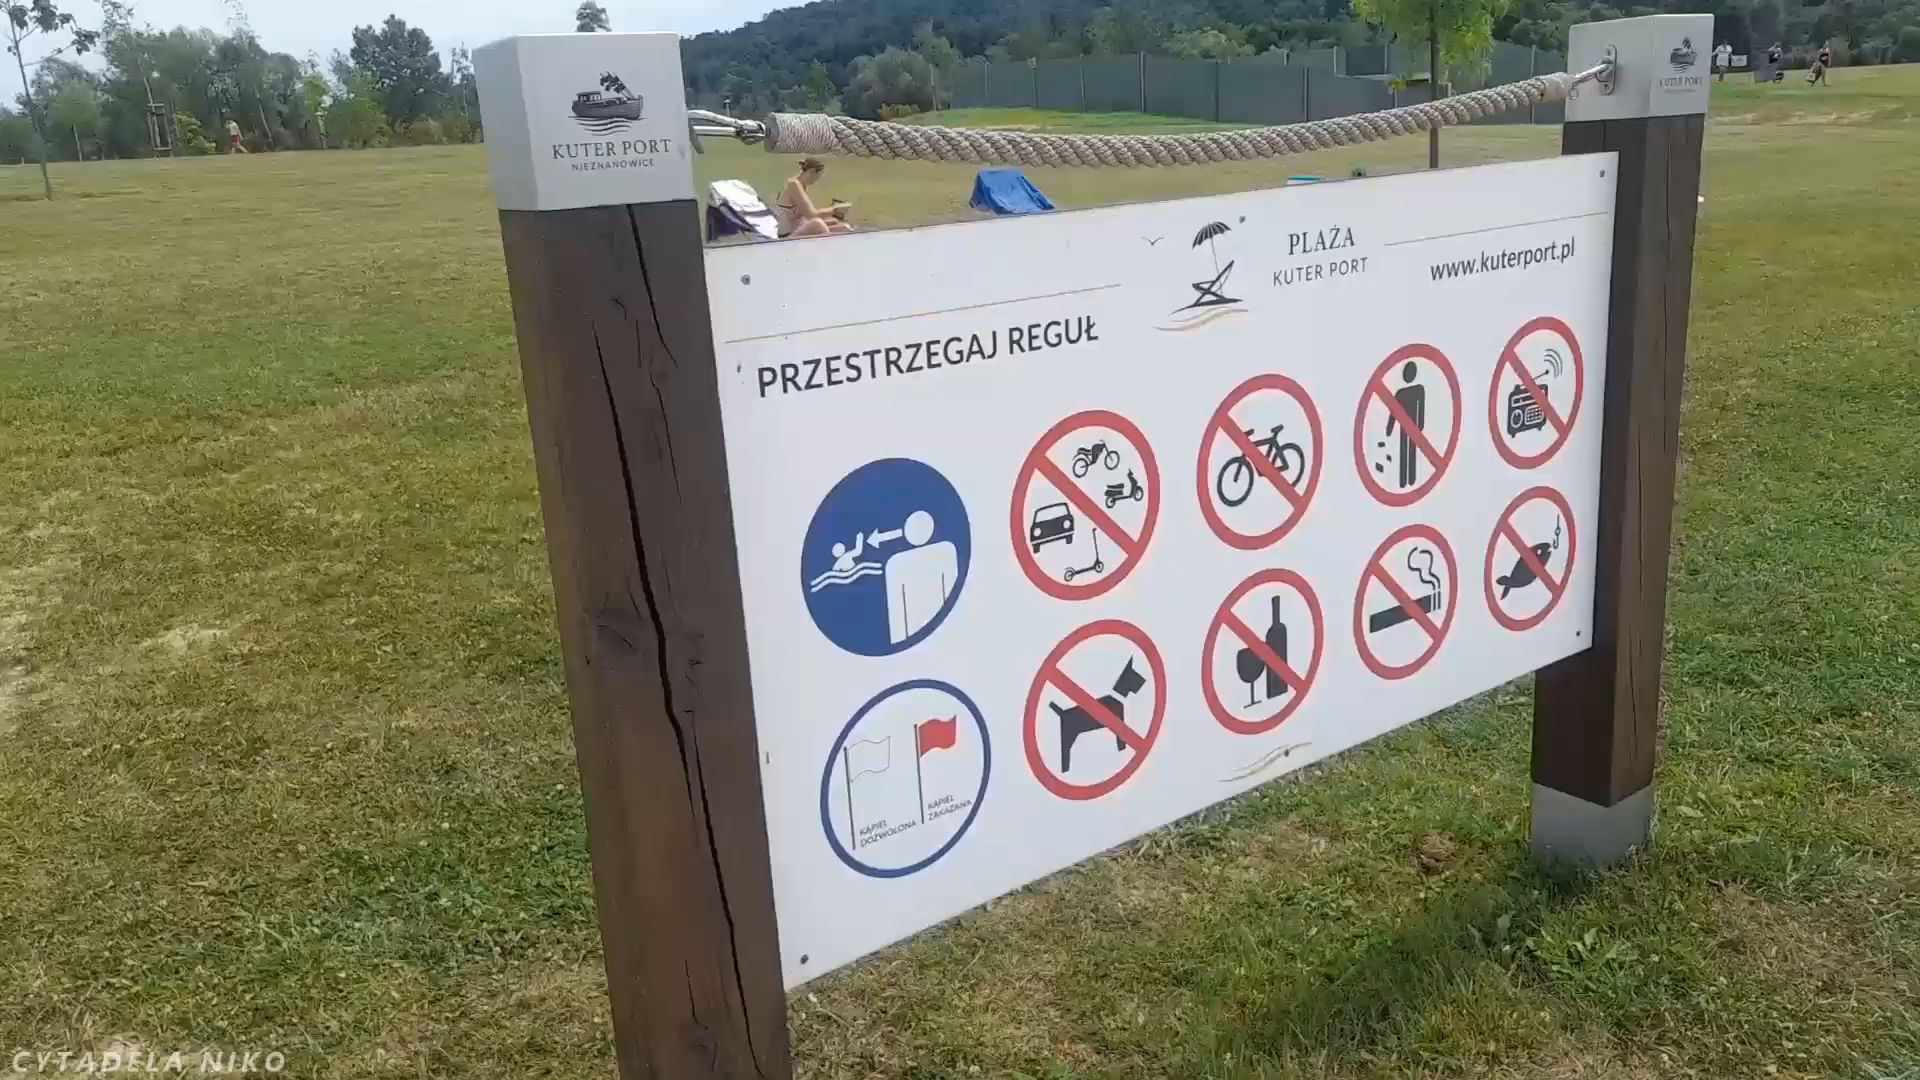 KUTER PORT
NIEZNANOWICE
KUTER PORT
PLAŻA
KUTER PORT
www.kuterport.pl
PRZESTRZEGAJ REGUŁ
KĄPIEL
DOZWOLONA
KĄPIEL
ZAKAZANA
CYTADELA NIKO